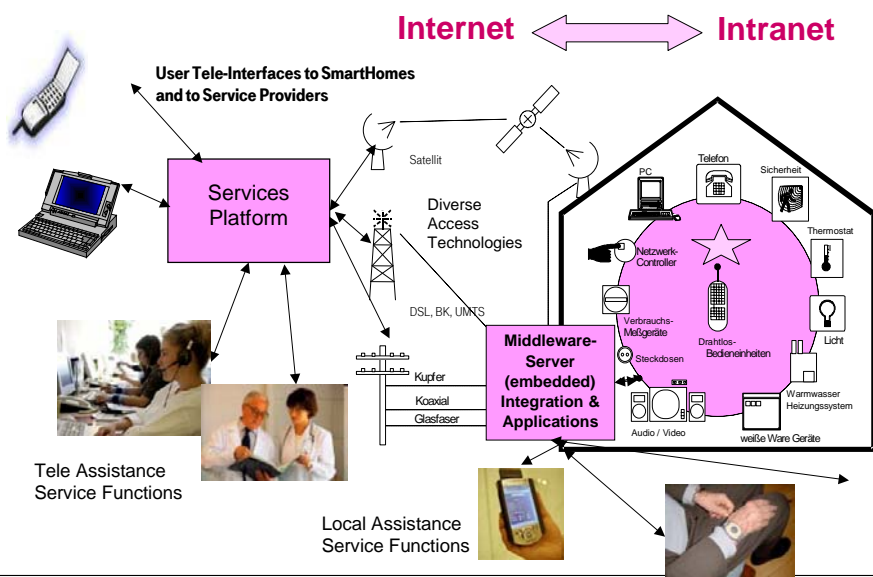 Internet
Intranet
User Tele-Interfaces to SmartHomes
and to Service Providers
Services
Platform
Satellit
Diverse
Access
Technologies
DSL, BK, UMTS
Kupfer
Koaxial
Glasfaser
Middleware-
Server
(embedded)
Integration &
Applications
PC
Telefon
Sicherheit
Thermostat
Netzwerk-
Controller
Licht
Verbrauchs-
Meßgeräte
Drahtlos-
Bedieneinheiten
Steckdosen
Warmwasser
Heizungssystem
Audio / Video
weiße Ware Geräte
Tele Assistance
Service Functions
Local Assistance
Service Functions